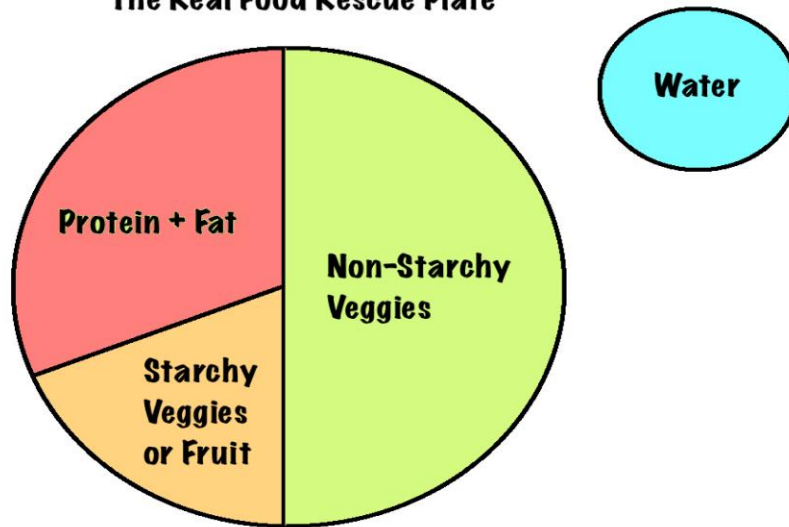 The Real Food Rescue Plate
Water
Protein + Fat
Non-Starchy
Veggies
Starchy
Veggies
or Fruit